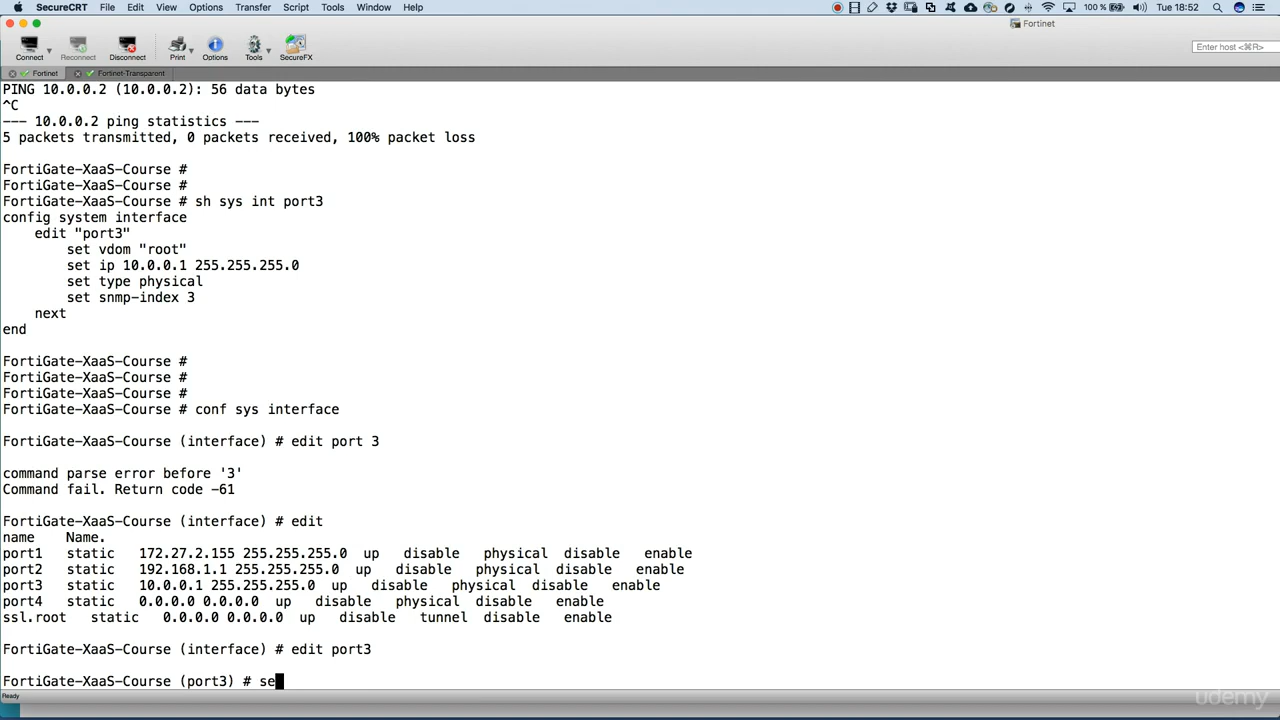 SecureCRT File Edit View Options Transfer Script Tools Window Help 100 % Tue 18:52
Fortinet
Connect Reconnect Disconnect Print Options Tools SecureFX Enter host <⌘R>
Fortinet Fortinet-Transparent
PING 10.0.0.2 (10.0.0.2): 56 data bytes
^C
--- 10.0.0.2 ping statistics ---
5 packets transmitted, 0 packets received, 100% packet loss
FortiGate-XaaS-Course #
FortiGate-XaaS-Course #
FortiGate-XaaS-Course # sh sys int port3
config system interface
    edit "port3"
        set vdom "root"
        set ip 10.0.0.1 255.255.255.0
        set type physical
        set snmp-index 3
    next
end
FortiGate-XaaS-Course #
FortiGate-XaaS-Course #
FortiGate-XaaS-Course #
FortiGate-XaaS-Course # conf sys interface
FortiGate-XaaS-Course (interface) # edit port 3
command parse error before '3'
Command fail. Return code -61
FortiGate-XaaS-Course (interface) # edit
name    Name.
port1   static   172.27.2.155 255.255.255.0   up   disable   physical   disable   enable
port2   static   192.168.1.1 255.255.255.0   up   disable   physical   disable   enable
port3   static   10.0.0.1 255.255.255.0   up   disable   physical   disable   enable
port4   static   0.0.0.0 0.0.0.0   up   disable   physical   disable   enable
ssl.root   static   0.0.0.0 0.0.0.0   up   disable   tunnel   disable   enable
FortiGate-XaaS-Course (interface) # edit port3
FortiGate-XaaS-Course (port3) # se
Ready
udemy